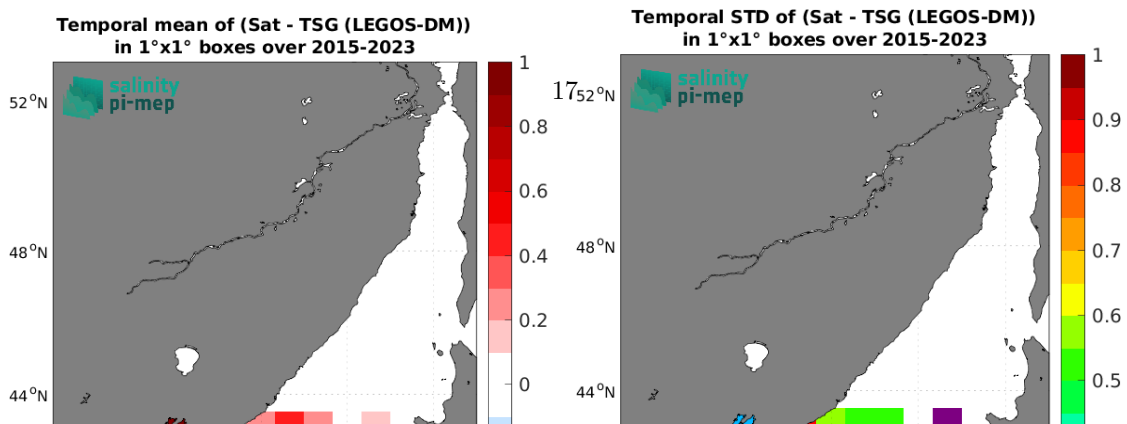 Temporal mean of (Sat - TSG (LEGOS-DM))
in 1°x1° boxes over 2015-2023
salinity
pi-mep
52°N
48°N
44°N
1
0.8
0.6
0.4
0.2
0
17
Temporal STD of (Sat - TSG (LEGOS-DM))
in 1°x1° boxes over 2015-2023
salinity
pi-mep
52°N
48°N
44°N
1
0.9
0.8
0.7
0.6
0.5